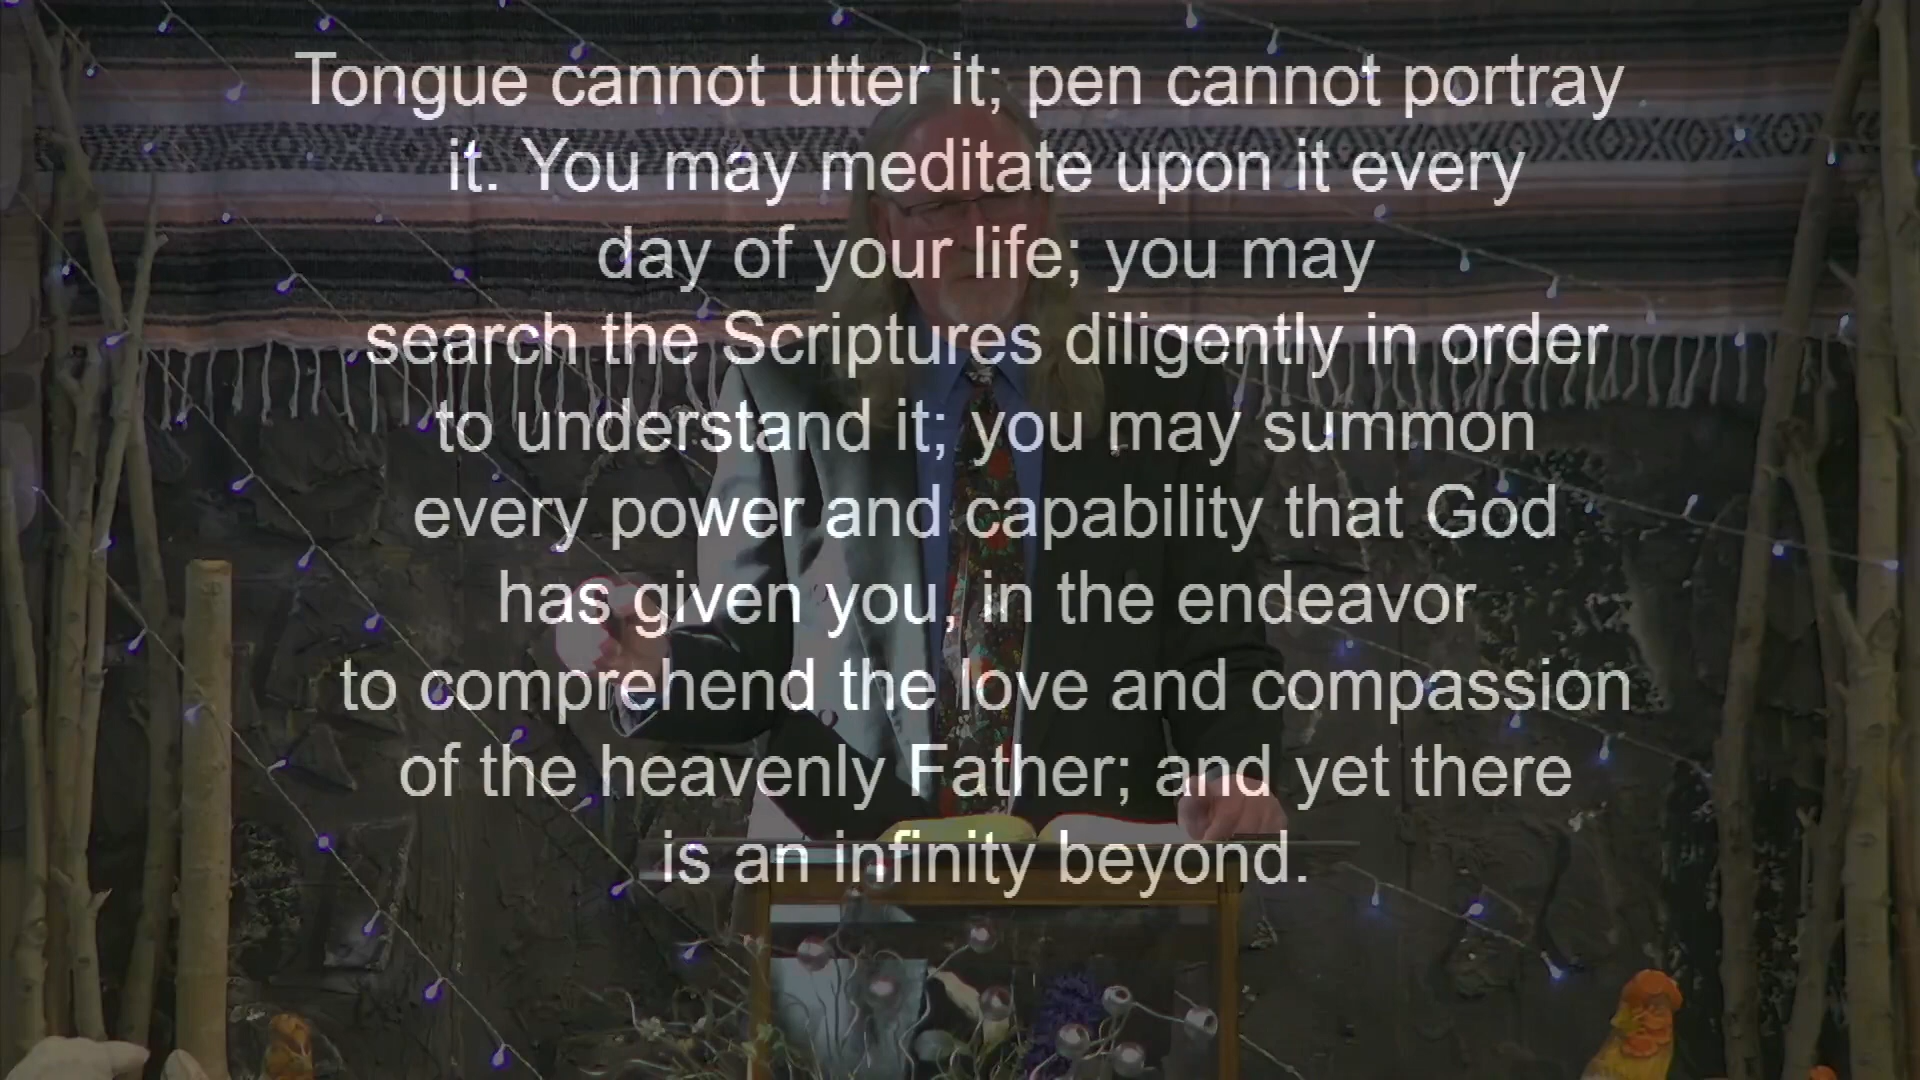 Tongue cannot utter it; pen cannot portray
it. You may meditate upon it every
day of your life; you may
search the Scriptures diligently in order
to understand it; you may summon
every power and capability that God
has given you, in the endeavor
to comprehend the love and compassion
of the heavenly Father; and yet there
is an infinity beyond.